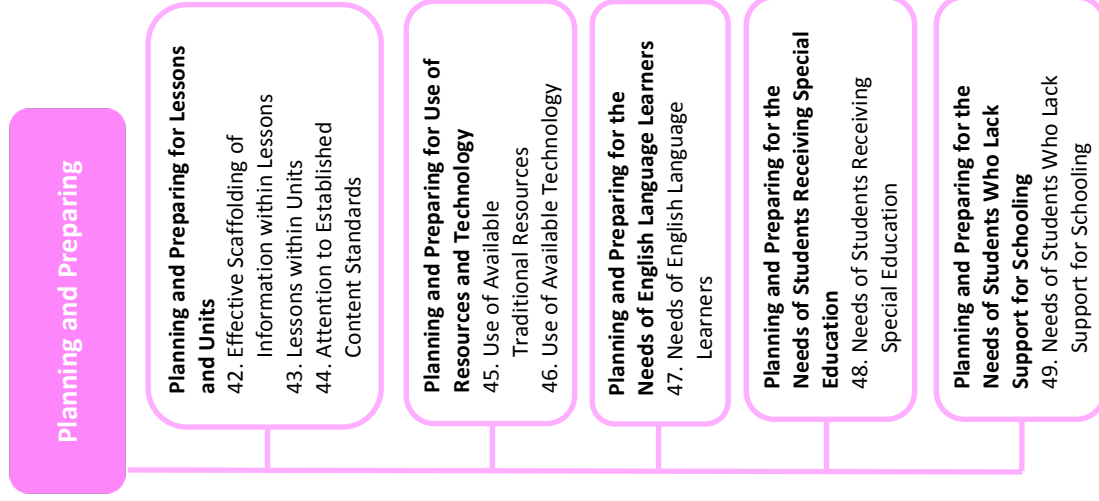 Planning and Preparing
Planning and Preparing for Lessons
and Units
42. Effective Scaffolding of
Information within Lessons
43. Lessons within Units
44. Attention to Established
Content Standards
Planning and Preparing for Use of
Resources and Technology
45. Use of Available
Traditional Resources
46. Use of Available Technology
Planning and Preparing for the
Needs of English Language Learners
47. Needs of English Language
Learners
Planning and Preparing for the
Needs of Students Receiving Special
Education
48. Needs of Students Receiving
Special Education
Planning and Preparing for the
Needs of Students Who Lack
Support for Schooling
49. Needs of Students Who Lack
Support for Schooling